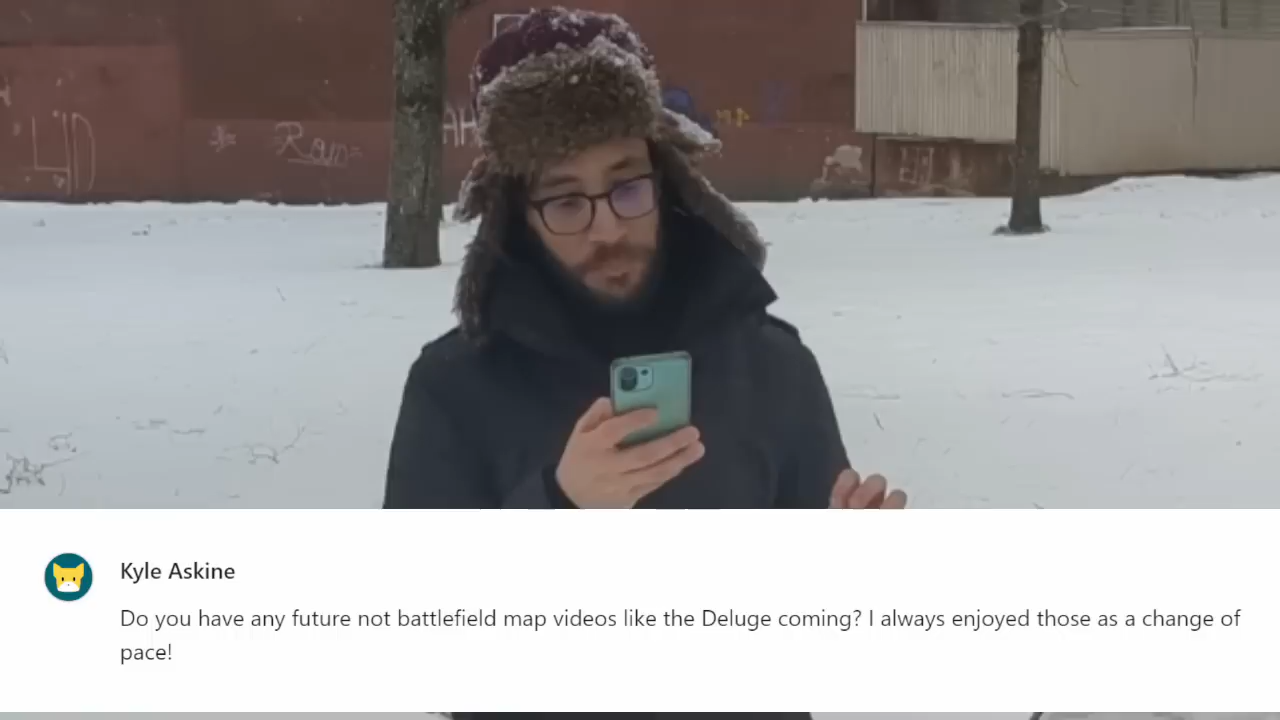 Kyle Askine
Do you have any future not battlefield map videos like the Deluge coming? I always enjoyed those as a change of
pace!